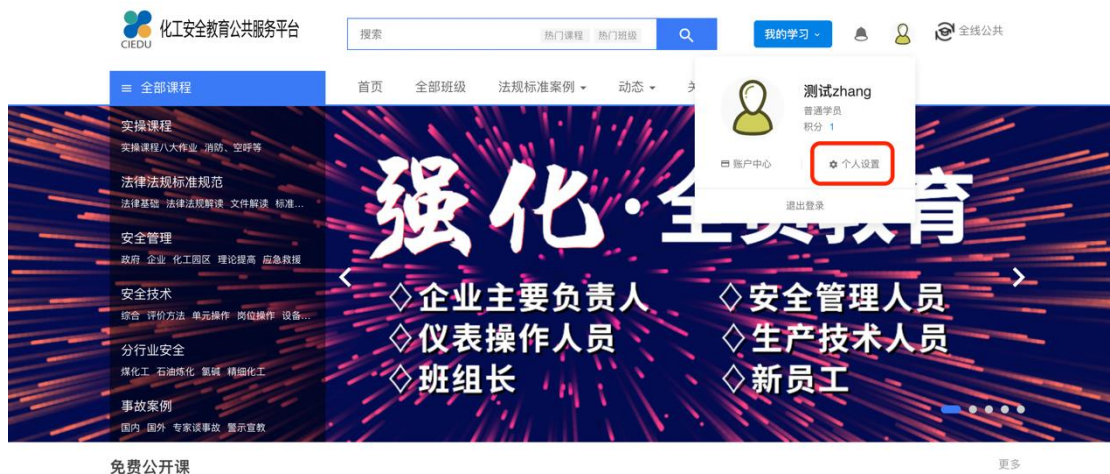 化工安全教育公共服务平台
CIEDU
搜索 热门课程 热门班级
我的学习
全线公共
全部课程
首页 全部班级 法规标准案例 动态
测试zhang
普通学员
积分 1
账户中心 个人设置
退出登录
实操课程
实操课程八大作业 消防、空呼等
法律法规标准规范
法律基础 法律法规解读 文件解读 标准...
安全管理
政府 企业 化工园区 理论提高 应急救援
安全技术
综合 评价方法 单元操作 岗位操作 设备...
分行业安全
煤化工 石油炼化 氯碱 精细化工
事故案例
国内 国外 专家谈事故 警示宣教
强化·全员教育
◇企业主要负责人 ◇安全管理人员
◇仪表操作人员 ◇生产技术人员
◇班组长 ◇新员工
免费公开课 更多